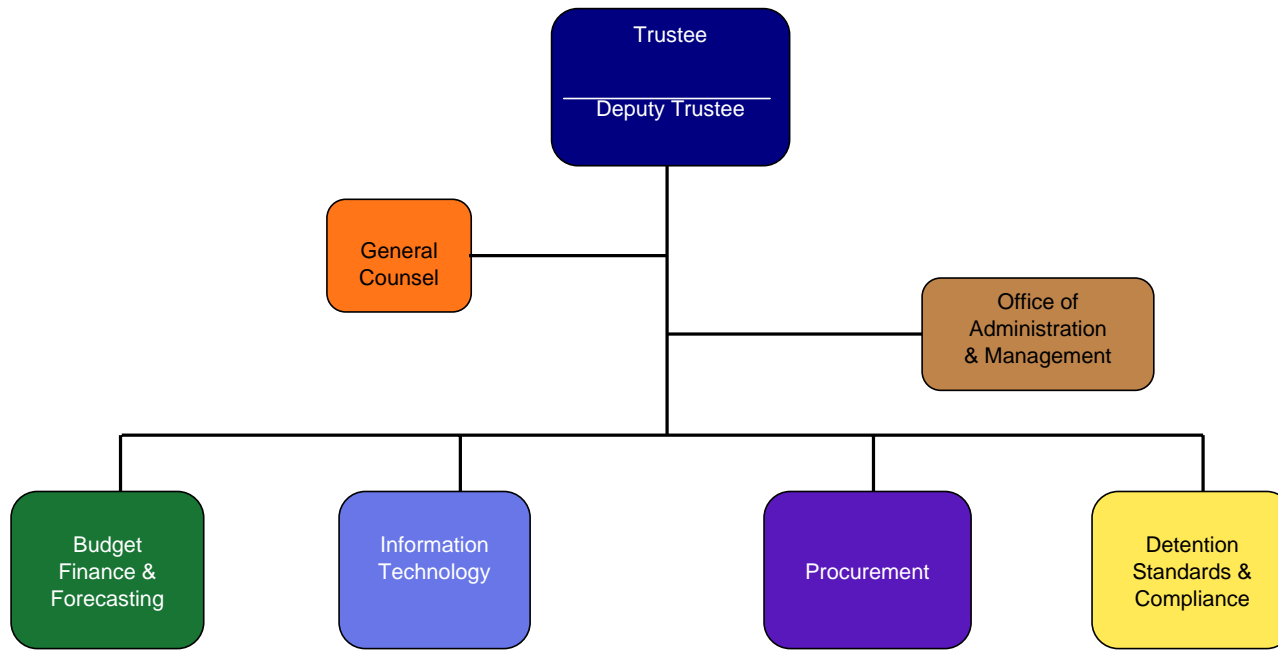 Trustee
Deputy Trustee
General
Counsel
Office of
Administration
& Management
Budget
Finance &
Forecasting
Information
Technology
Procurement
Detention
Standards &
Compliance